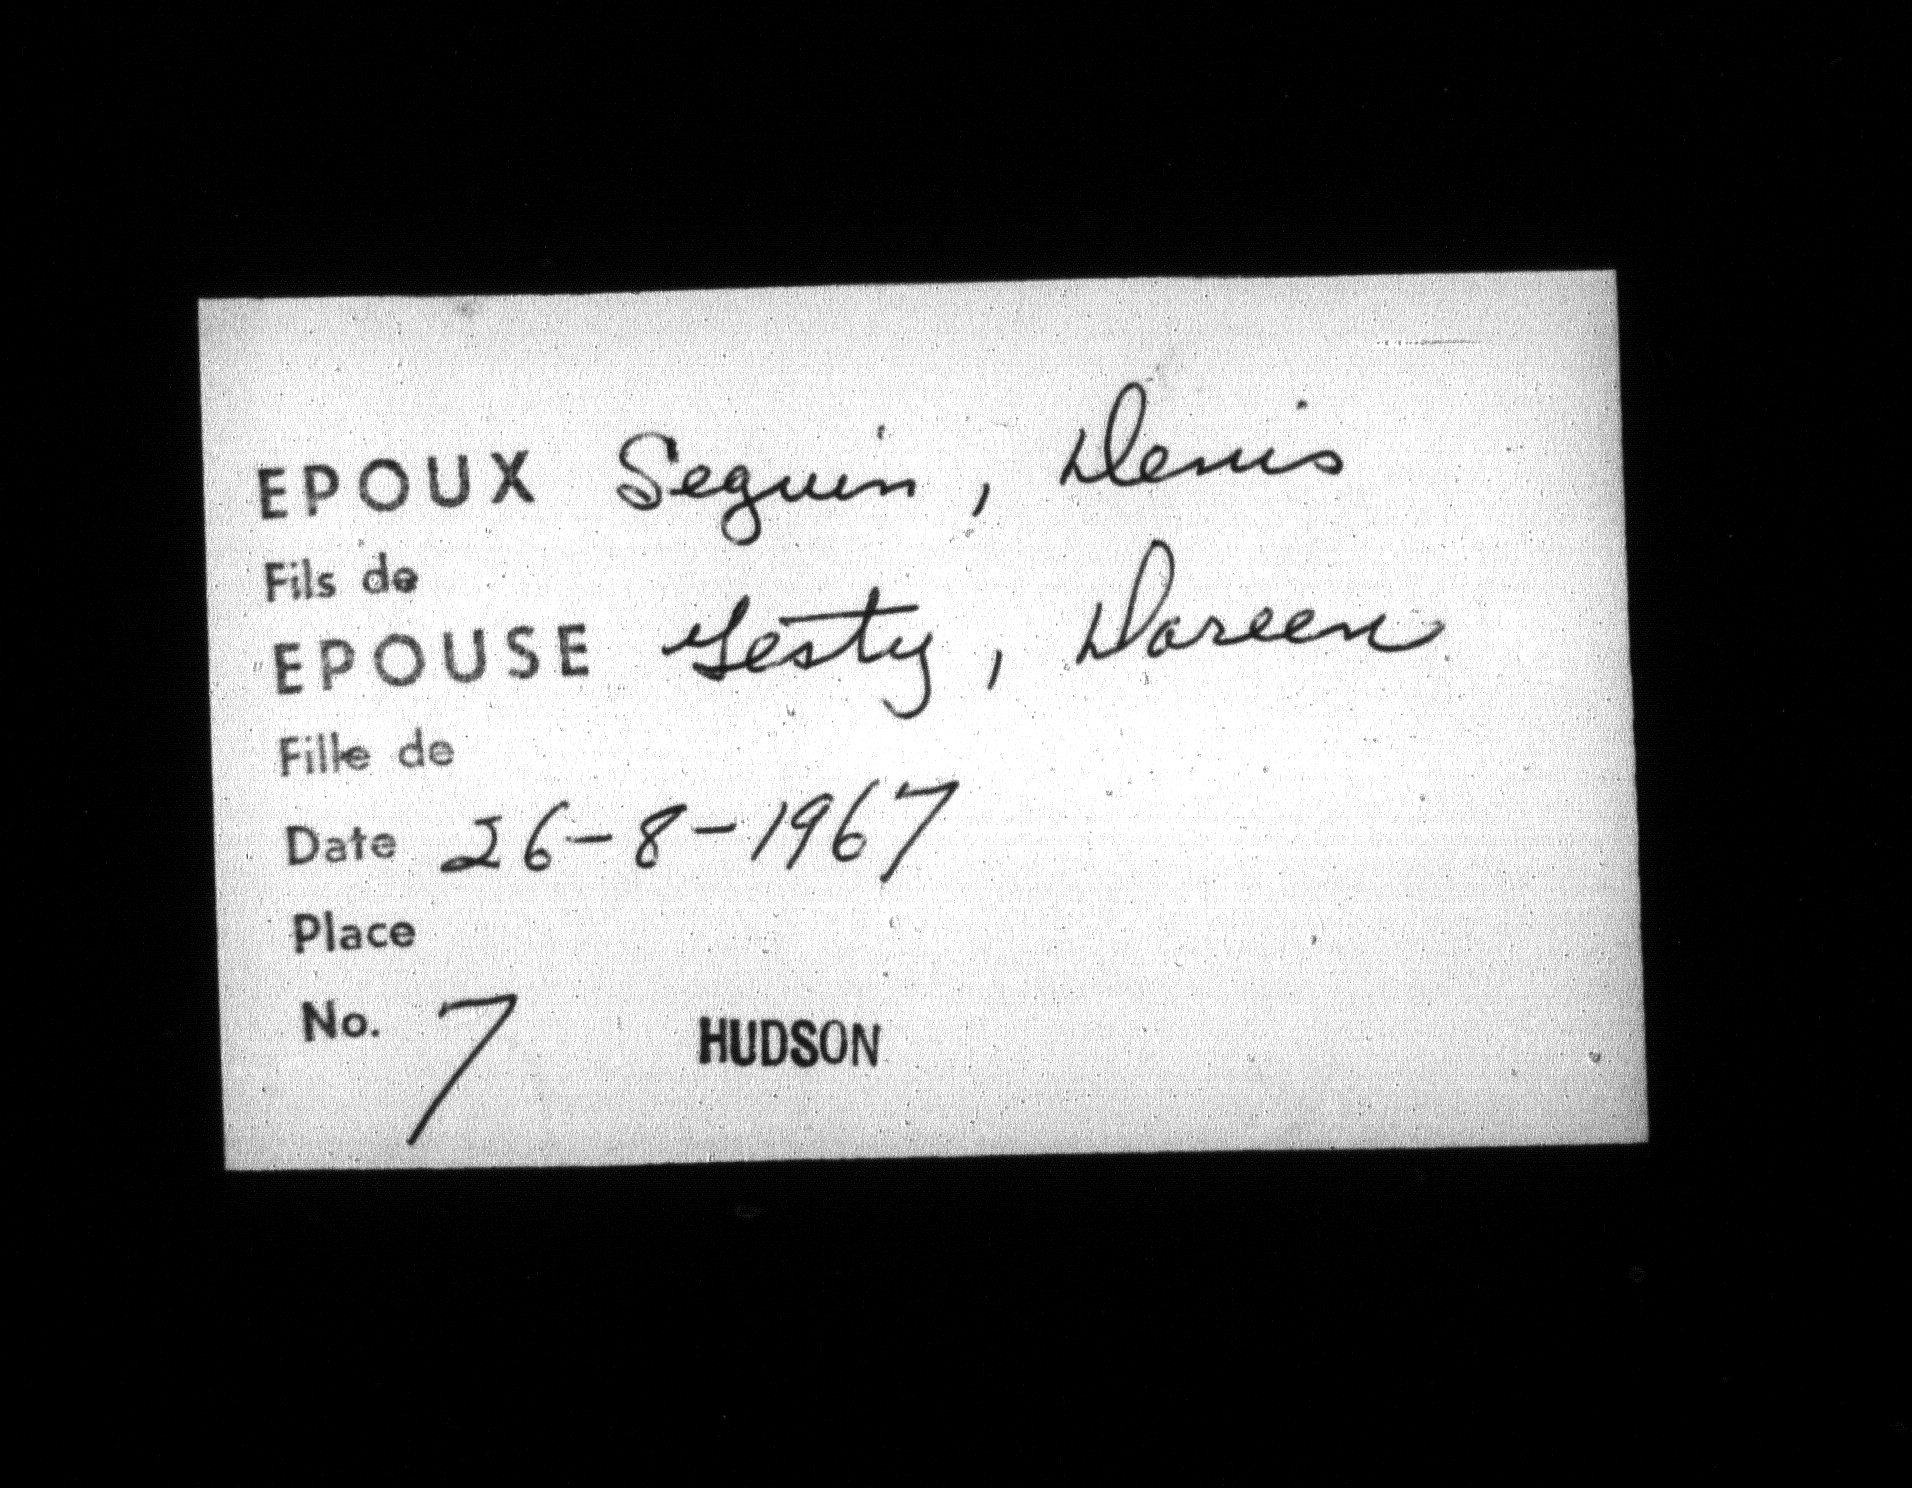 EPOUX Seguin, Denis
Fils de
EPOUSE Gesty, Doreen
Fille de
Date 26-8-1967
Place
No. 7 HUDSON